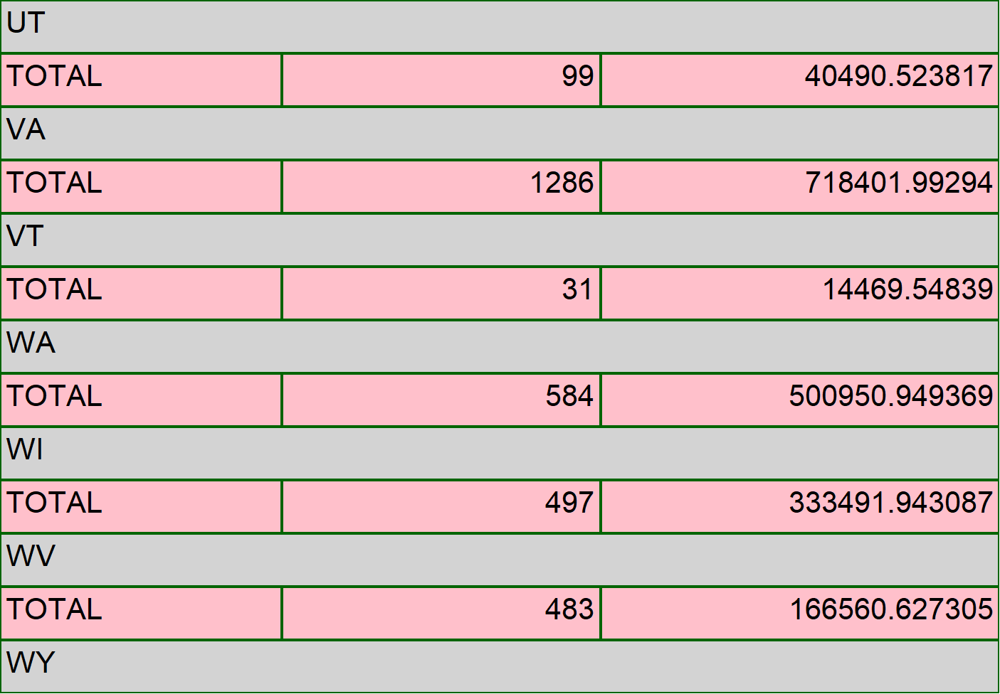 UT
TOTAL 99 40490.523817
VA
TOTAL 1286 718401.99294
VT
TOTAL 31 14469.54839
WA
TOTAL 584 500950.949369
WI
TOTAL 497 333491.943087
WV
TOTAL 483 166560.627305
WY